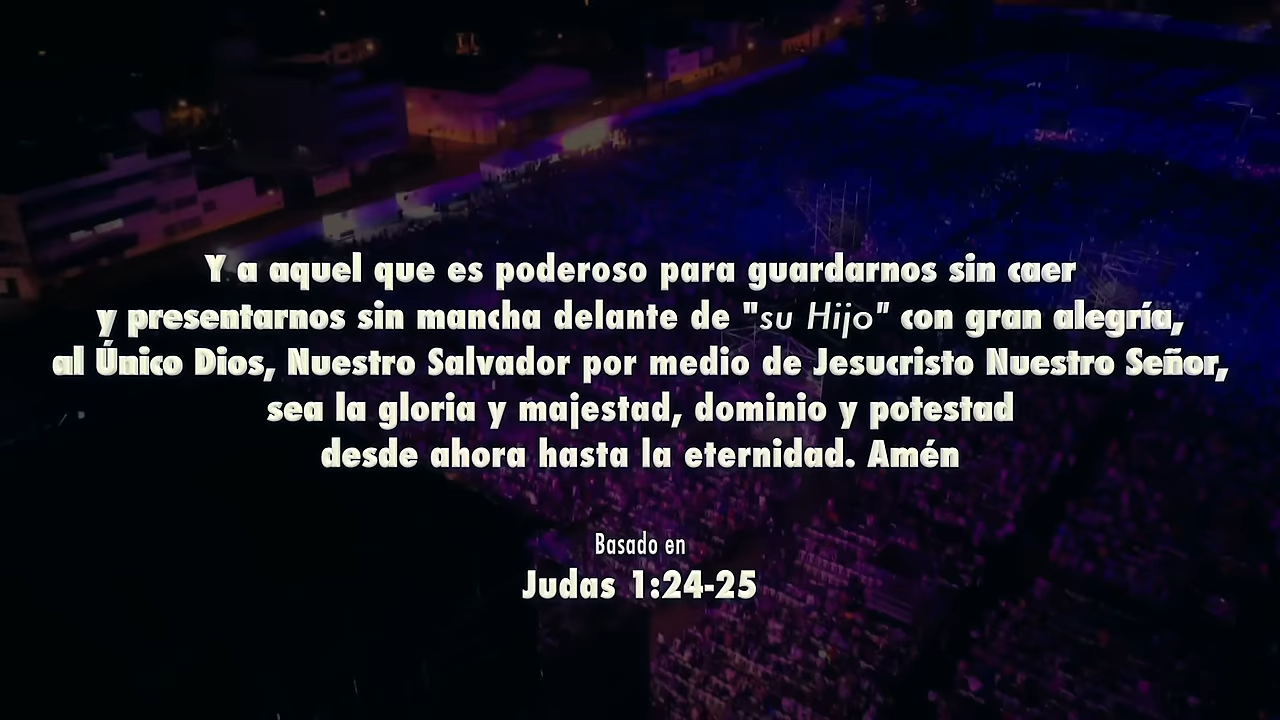 Y a aquel que es poderoso para guardarnos sin caer
y presentarnos sin mancha delante de "su Hijo" con gran alegría,
al Único Dios, Nuestro Salvador por medio de Jesucristo Nuestro Señor,
sea la gloria y majestad, dominio y potestad
desde ahora hasta la eternidad. Amén
Basado en
Judas 1:24-25